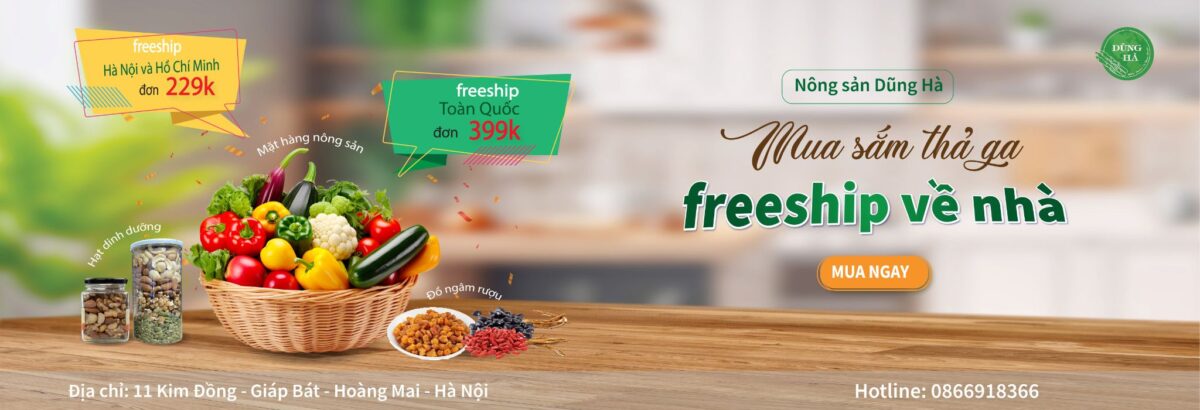 freeship
Hà Nội và Hồ Chí Minh
đơn 229k
freeship
Toàn Quốc
đơn 399k
Mặt hàng nông sản
Hạt dinh dưỡng
Đồ ngâm rượu
DŨNG
HÀ
Nông sản Dũng Hà
Mua sắm thả ga
freeship về nhà
MUA NGAY
Địa chỉ: 11 Kim Đồng - Giáp Bát - Hoàng Mai - Hà Nội
Hotline: 0866918366